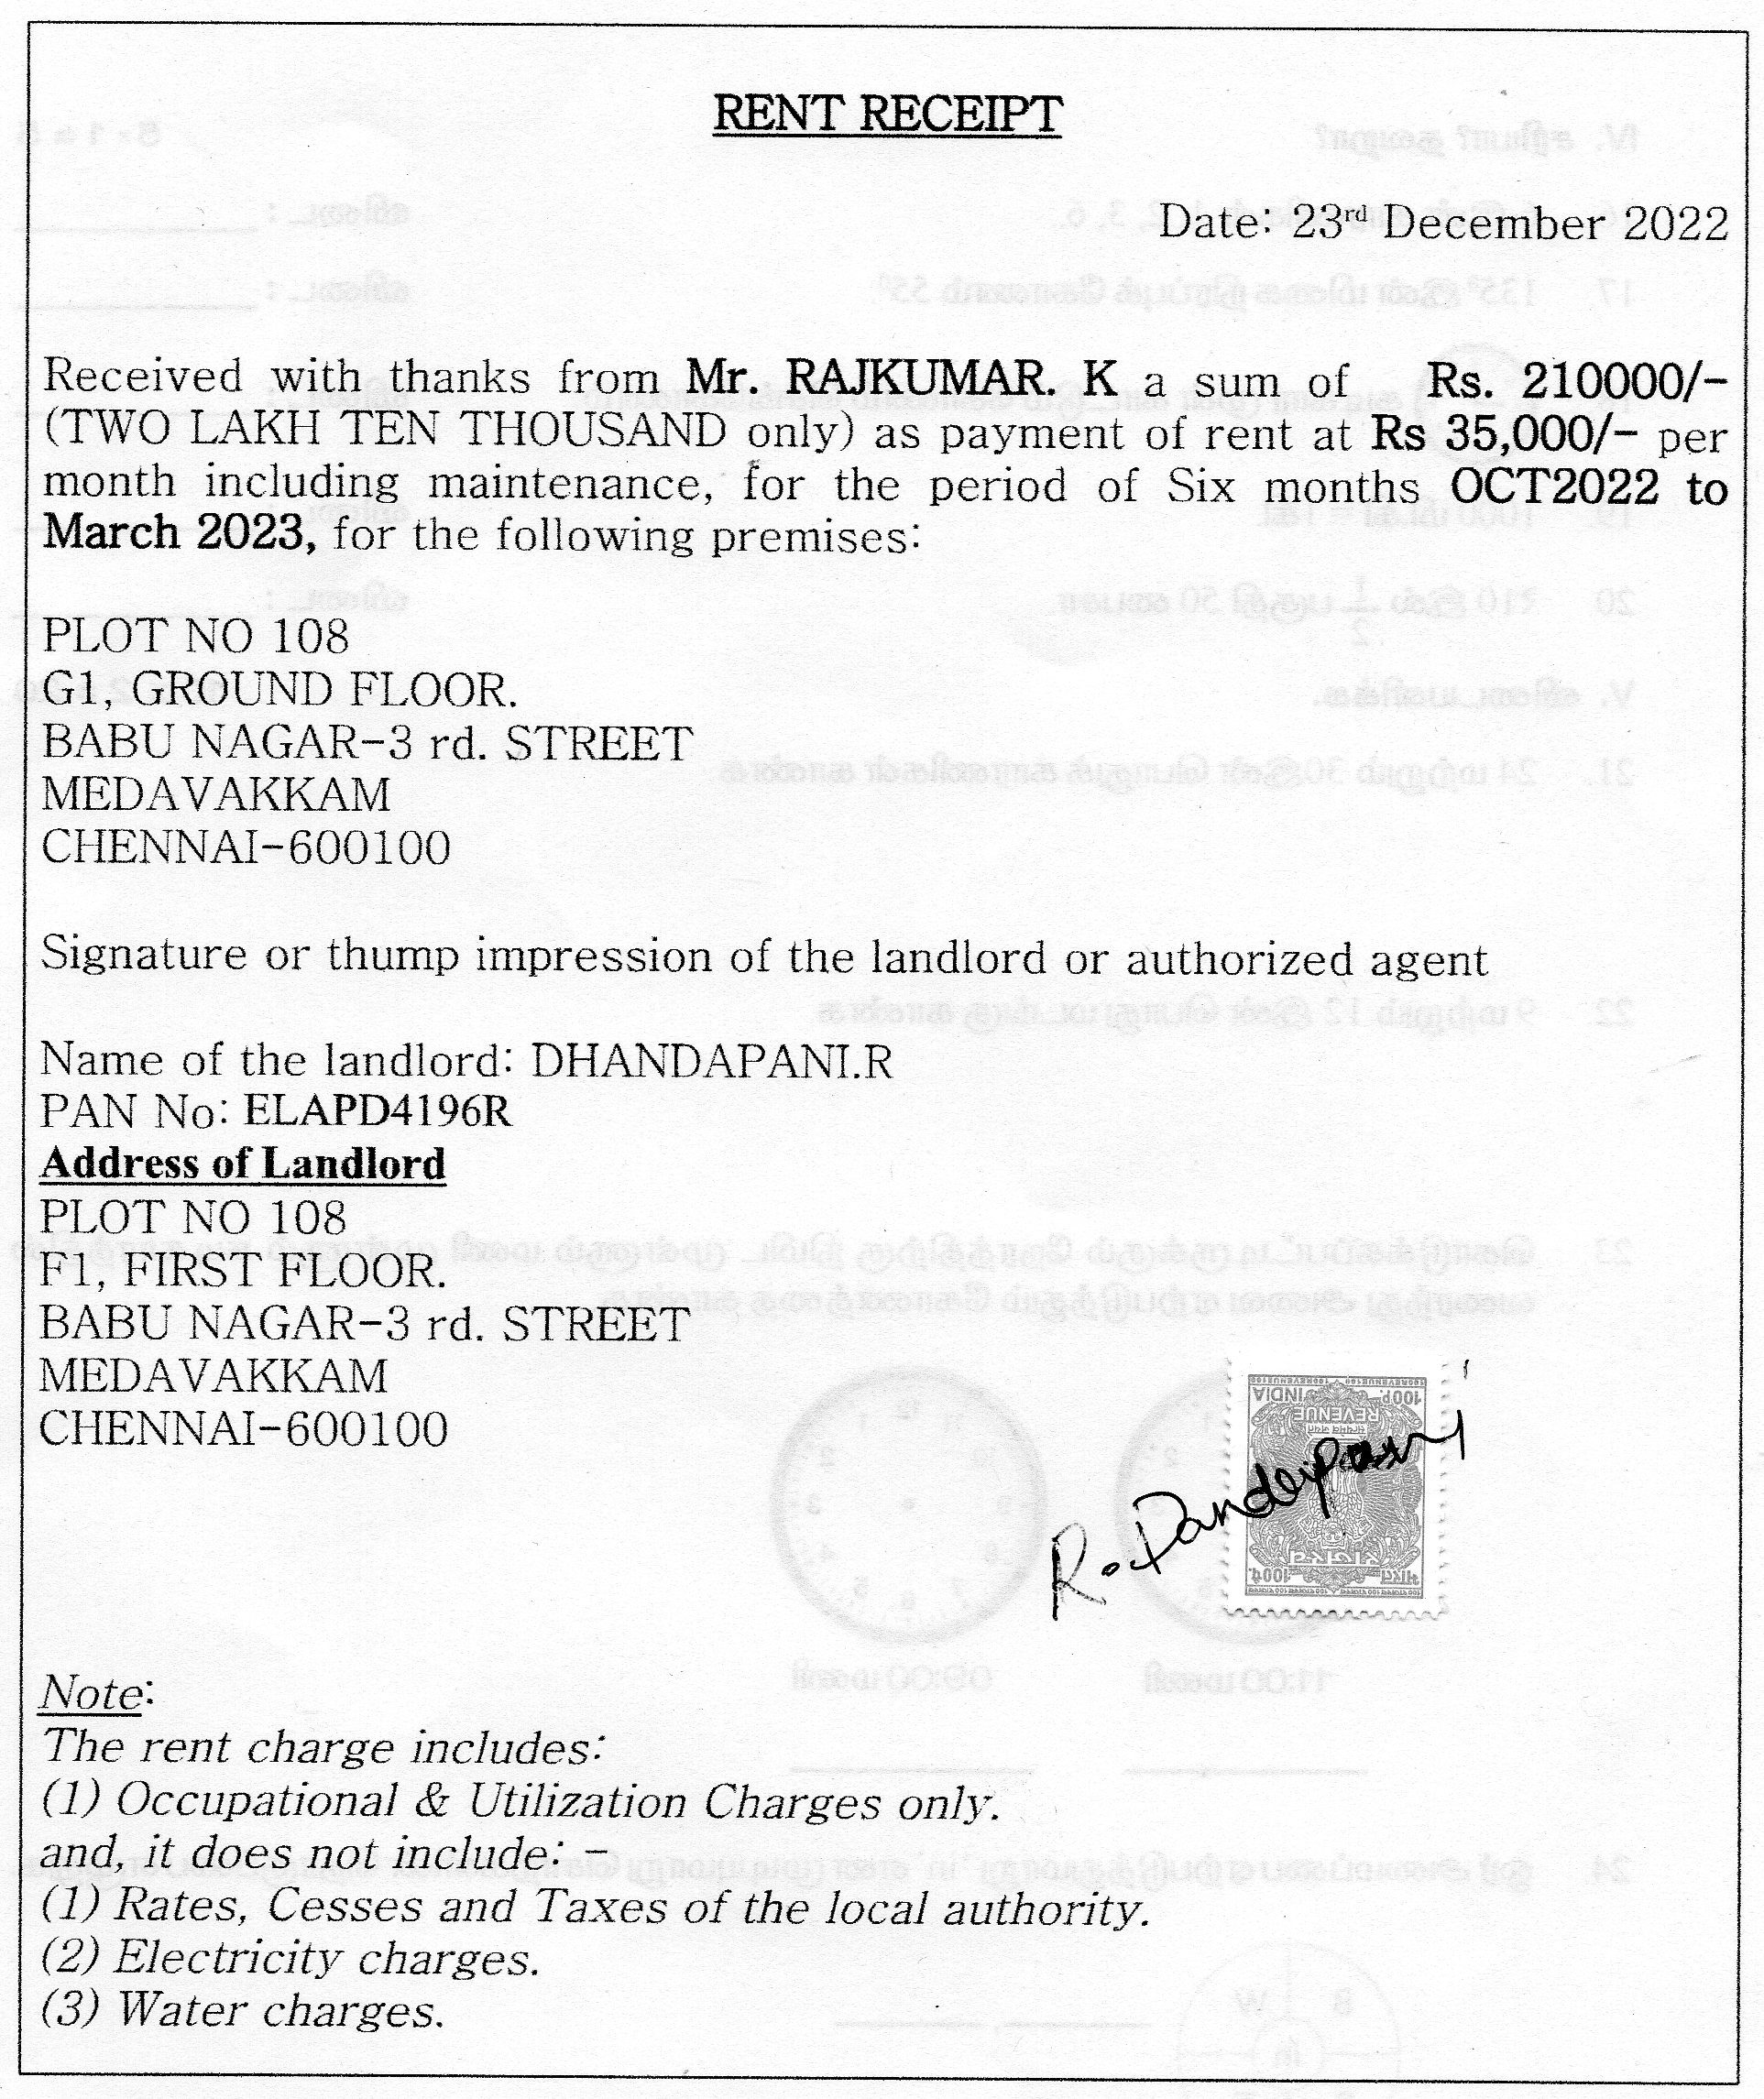 RENT RECEIPT
Date: 23rd December 2022
Received with thanks from Mr. RAJKUMAR. K a sum of Rs. 210000/-
(TWO LAKH TEN THOUSAND only) as payment of rent at Rs 35,000/- per
month including maintenance, for the period of Six months OCT2022 to
March 2023, for the following premises:
PLOT NO 108
G1, GROUND FLOOR.
BABU NAGAR-3 rd. STREET
MEDAVAKKAM
CHENNAI-600100
Signature or thump impression of the landlord or authorized agent
Name of the landlord: DHANDAPANI.R
PAN No: ELAPD4196R
Address of Landlord
PLOT NO 108
F1, FIRST FLOOR.
BABU NAGAR-3 rd. STREET
MEDAVAKKAM
CHENNAI-600100
INDIA 100P.
REVENUE
सत्यमेव जयते
R. Dandapani
भारत 100पै.
Note:
The rent charge includes:
(1) Occupational & Utilization Charges only.
and, it does not include: -
(1) Rates, Cesses and Taxes of the local authority.
(2) Electricity charges.
(3) Water charges.